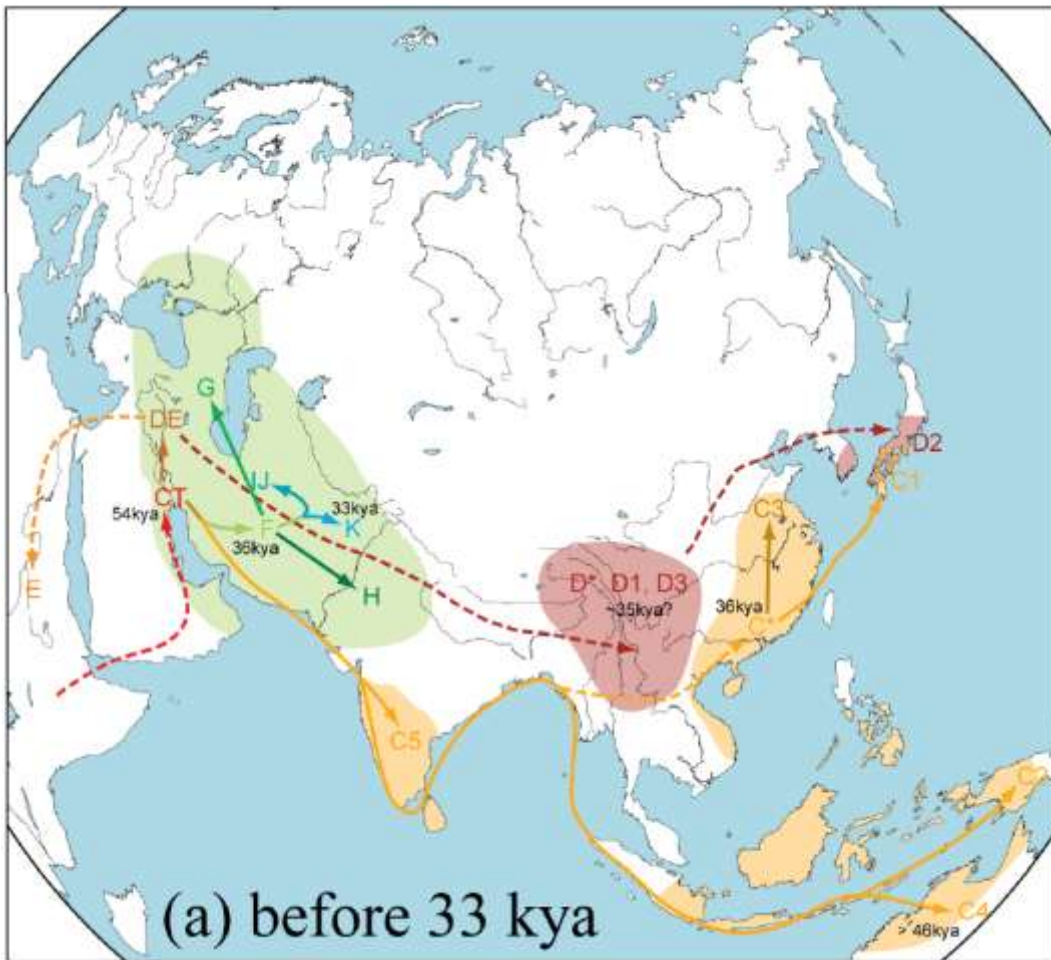 G
DE
D2
IJ
C1
CT
33kya
C3
54kya
F
K
36kya
D*, D1, D3
~35kya?
H
36kya
E
C*
C5
C2
C4
> 46kya
(a) before 33 kya